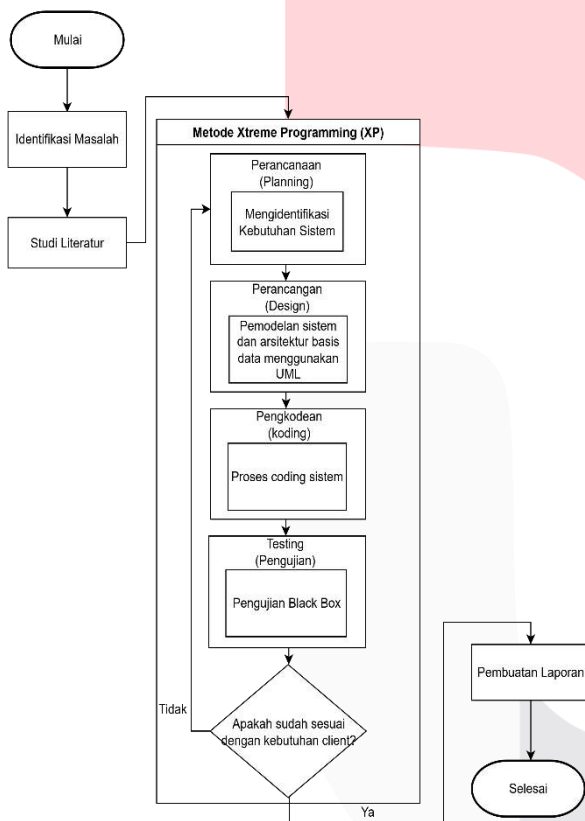 Mulai
Identifikasi Masalah
Studi Literatur
Metode Xtreme Programming (XP)
Perancanaan
(Planning)
Mengidentifikasi
Kebutuhan Sistem
Perancangan
(Design)
Pemodelan sistem
dan arsitektur basis
data menggunakan
UML
Pengkodean
(koding)
Proses coding sistem
Testing
(Pengujian)
Pengujian Black Box
Apakah sudah sesuai
dengan kebutuhan client?
Tidak
Ya
Pembuatan Laporan
Selesai